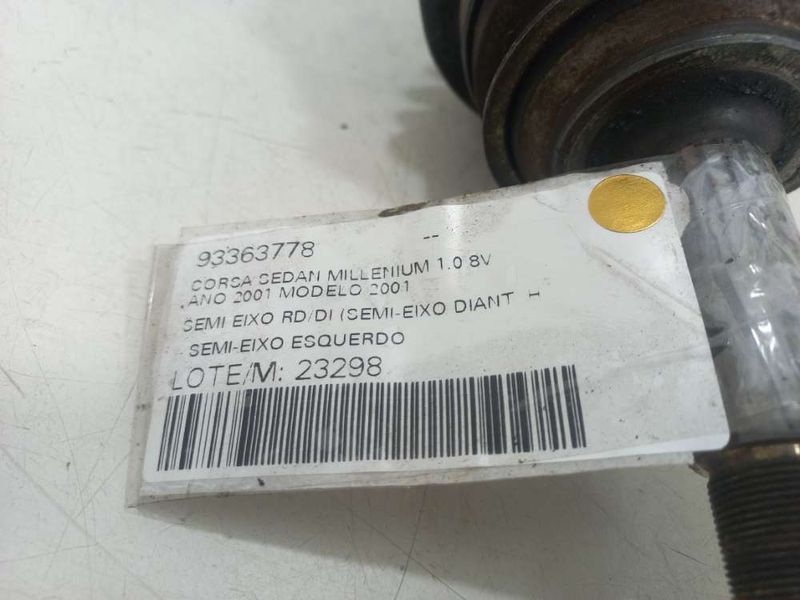 93363778 --
CORSA SEDAN MILLENIUM 1.0 8V
ANO 2001 MODELO 2001
SEMI EIXO RD/DI (SEMI-EIXO DIANT H
SEMI-EIXO ESQUERDO
LOTE/M: 23298